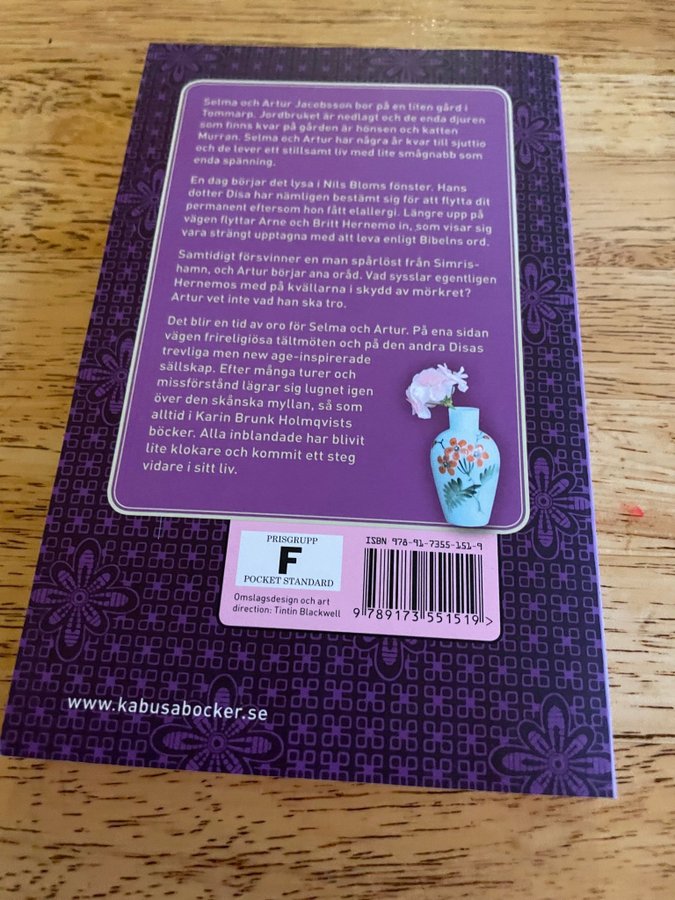 Selma och Artur Jacobsson bor på en liten gård i
Tommarp. Jordbruket är nedlagt och de enda djuren
som finns kvar på gården är hönsen och katten
Murran. Selma och Artur har några år kvar till sjuttio
och de lever ett stillsamt liv med lite smågnabb som
enda spänning.
En dag börjar det lysa i Nils Bloms fönster. Hans
dotter Disa har nämligen bestämt sig för att flytta dit
permanent eftersom hon fått elallergi. Längre upp på
vägen flyttar Arne och Britt Hernemo in, som visar sig
vara strängt upptagna med att leva enligt Bibelns ord.
Samtidigt försvinner en man spårlöst från Simris-
hamn, och Artur börjar ana oråd. Vad sysslar egentligen
Hernemos med på kvällarna i skydd av mörkret?
Artur vet inte vad han ska tro.
Det blir en tid av oro för Selma och Artur. På ena sidan
vägen frireligiösa tältmöten och på den andra Disas
trevliga men new age-inspirerade
sällskap. Efter många turer och
missförstånd lägrar sig lugnet igen
över den skånska myllan, så som
alltid i Karin Brunk Holmqvists
böcker. Alla inblandade har blivit
lite klokare och kommit ett steg
vidare i sitt liv.
PRISGRUPP
F
POCKET STANDARD
Omslagsdesign och art
direction: Tintin Blackwell
ISBN 978-91-7355-151-9
9 789173 551519 >
www.kabusabocker.se